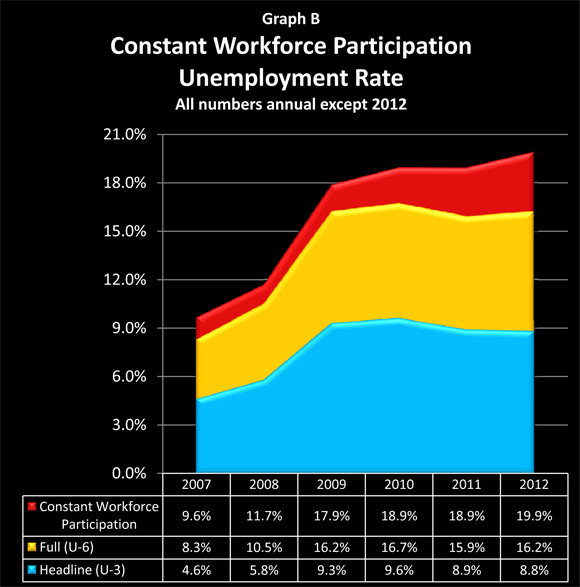 Graph B
Constant Workforce Participation
Unemployment Rate
All numbers annual except 2012
21.0%
18.0%
15.0%
12.0%
9.0%
6.0%
3.0%
0.0%
2007 2008 2009 2010 2011 2012
Constant Workforce
Participation 9.6% 11.7% 17.9% 18.9% 18.9% 19.9%
Full (U-6) 8.3% 10.5% 16.2% 16.7% 15.9% 16.2%
Headline (U-3) 4.6% 5.8% 9.3% 9.6% 8.9% 8.8%